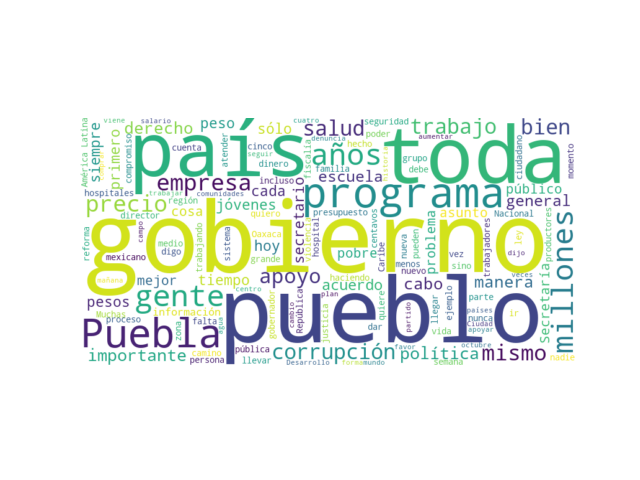 gobierno
pueblo
país
toda
programa
Puebla
gente
años
millones
trabajo
salud
bien
empresa
precio
apoyo
corrupción
política
mismo
importante
derecho
primero
siempre
América Latina
peso
sólo
cada
escuela
jóvenes
cosa
hoy
secretario
pobre
acuerdo
cabo
manera
problema
asunto
general
público
Secretaría
tiempo
mejor
pesos
información
proceso
mexicano
reforma
director
región
hospitales
comunidades
trabajar
cuenta
atender
cinco
seguir
dinero
incluso
familia
fiscalía
denuncia
hecho
cuatro
salario
viene
compromiso
seguridad
poder
grupo
debe
aumentar
ciudadano
momento
Nacional
productores
trabajadores
ley
dijo
veces
vez
sino
menos
nuevo
nueva
pueden
centavos
presupuesto
hospital
Caribe
quiero
Oaxaca
grande
sistema
trabajando
medio
digo
campo
mañana
Muchas
zona
falta
agua
camino
persona
pública
llevar
gobernador
centro
cambio
República
plan
haciendo
justicia
dar
quiere
partido
favor
llegar
vida
ejemplo
parte
nunca
países
Ciudad
apoyar
octubre
semana
ir
nadie
Desarrollo
forma
mundo